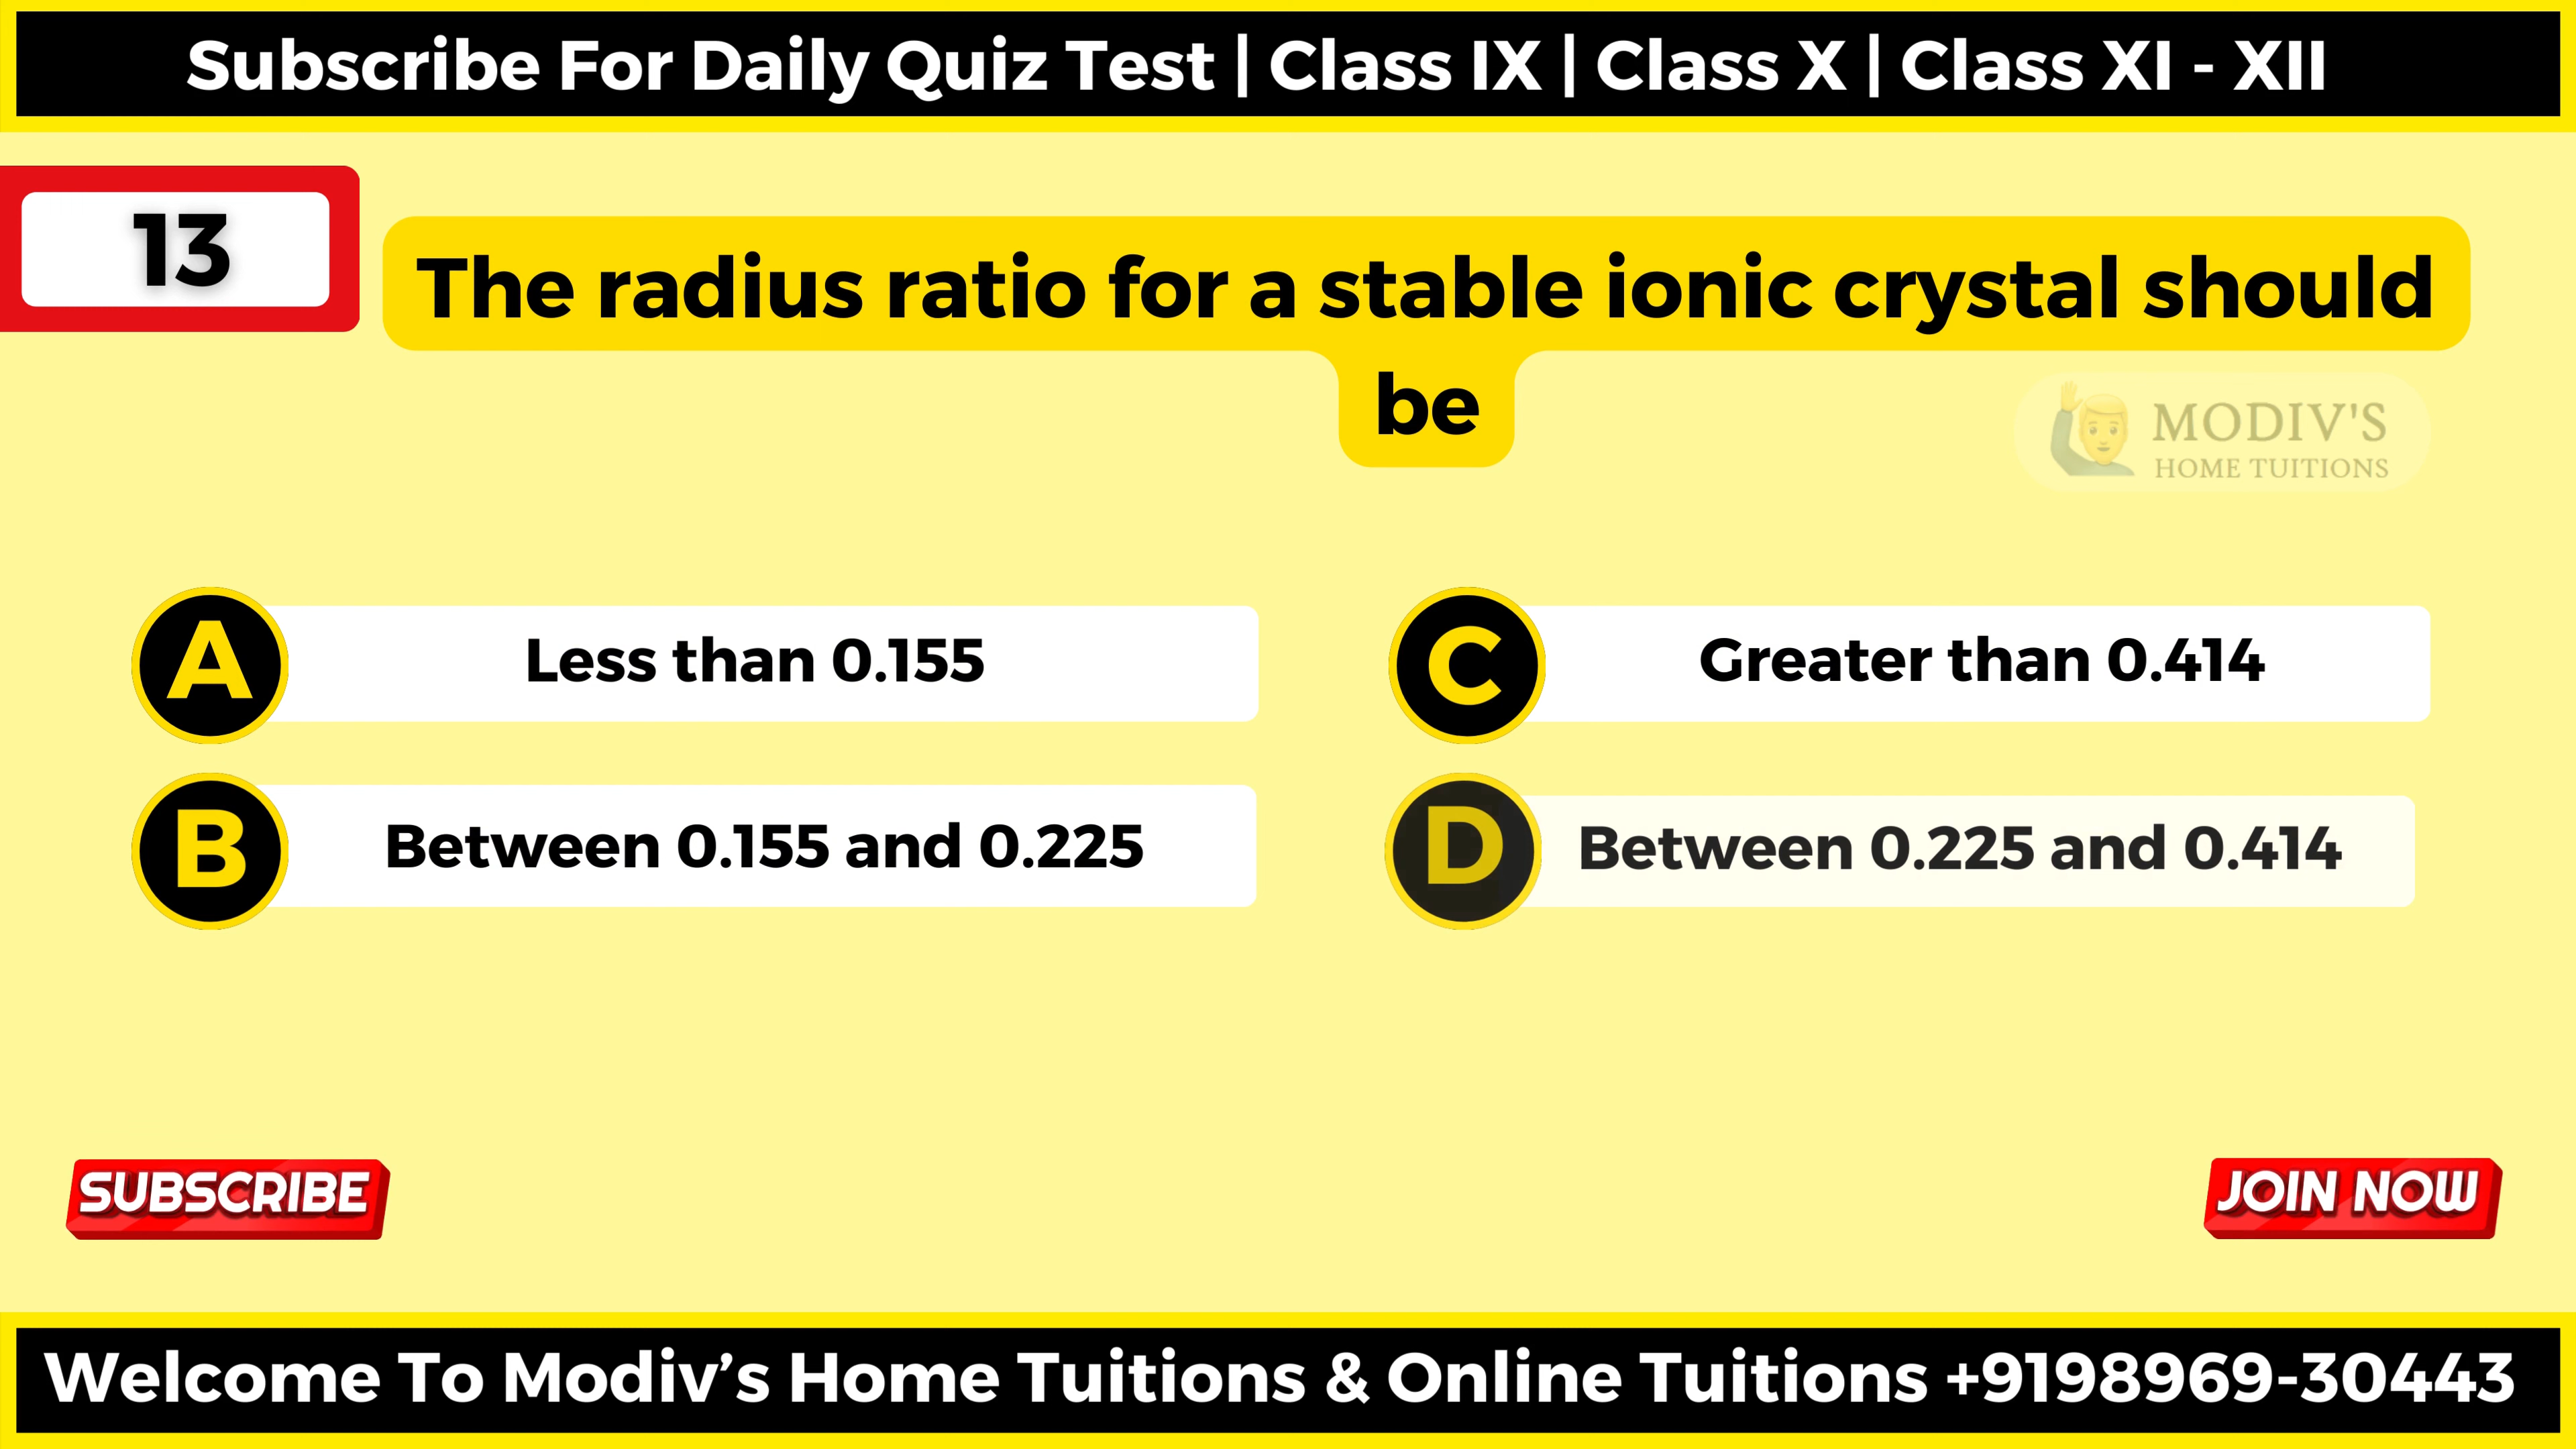 Subscribe For Daily Quiz Test | Class IX | Class X | Class XI - XII
13
The radius ratio for a stable ionic crystal should
be
MODIV'S
HOME TUITIONS
A
Less than 0.155
C
Greater than 0.414
B
Between 0.155 and 0.225
D
Between 0.225 and 0.414
SUBSCRIBE
JOIN NOW
Welcome To Modiv’s Home Tuitions & Online Tuitions +9198969-30443